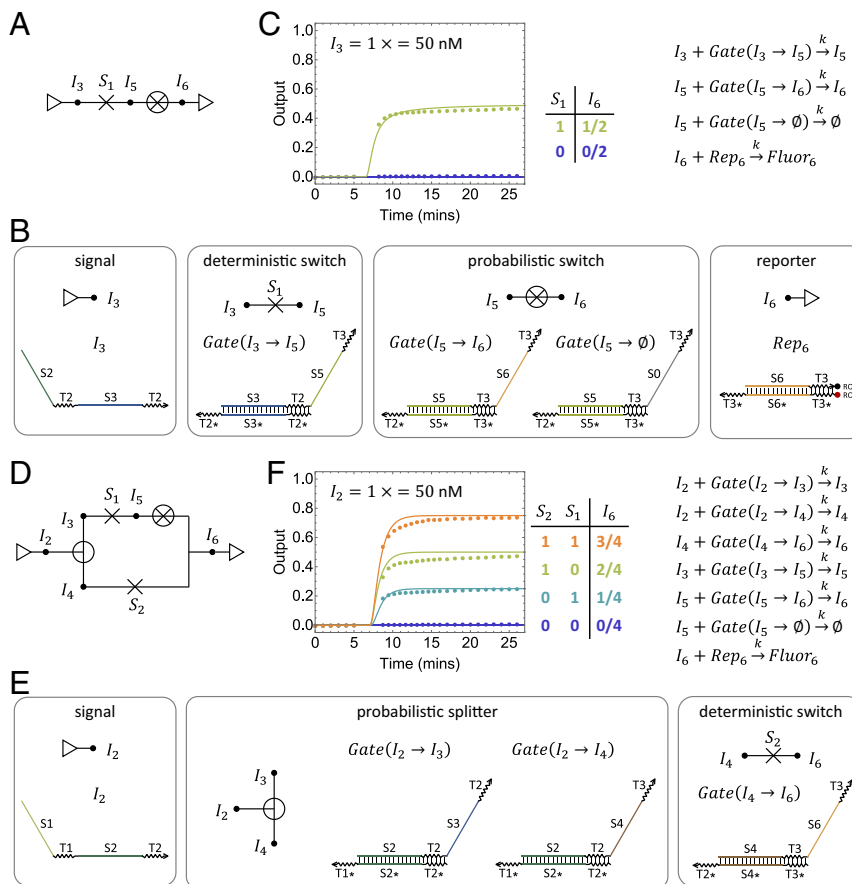 A
I₃ S₁ I₅ I₆
C
I₃ = 1 × = 50 nM
Output
1.0
0.8
0.6
0.4
0.2
0.0
0 5 10 15 20 25
Time (mins)
S₁ I₆
1 1/2
0 0/2
I₃ + Gate(I₃ → I₅) →ᵏ I₅
I₅ + Gate(I₅ → I₆) →ᵏ I₆
I₅ + Gate(I₅ → ∅) →ᵏ ∅
I₆ + Rep₆ →ᵏ Fluor₆
B
signal
I₃
I₃
S2
T2 S3 T2
deterministic switch
S₁
I₃ I₅
Gate(I₃ → I₅)
T3
S5
S3 T2
T2* S3* T2*
probabilistic switch
I₅ I₆
Gate(I₅ → I₆) Gate(I₅ → ∅)
T3 T3
S6 S0
S5 T3 S5 T3
T2* S5* T3* T2* S5* T3*
reporter
I₆
Rep₆
S6 T3
RO
RO
T3* S6* T3*
D
S₁ I₅
I₃
I₂ I₆
I₄
S₂
F
I₂ = 1 × = 50 nM
Output
1.0
0.8
0.6
0.4
0.2
0.0
0 5 10 15 20 25
Time (mins)
S₂ S₁ I₆
1 1 3/4
1 0 2/4
0 1 1/4
0 0 0/4
I₂ + Gate(I₂ → I₃) →ᵏ I₃
I₂ + Gate(I₂ → I₄) →ᵏ I₄
I₄ + Gate(I₄ → I₆) →ᵏ I₆
I₃ + Gate(I₃ → I₅) →ᵏ I₅
I₅ + Gate(I₅ → I₆) →ᵏ I₆
I₅ + Gate(I₅ → ∅) →ᵏ ∅
I₆ + Rep₆ →ᵏ Fluor₆
E
signal
I₂
I₂
S1
T1 S2 T2
probabilistic splitter
I₃
I₂
I₄
Gate(I₂ → I₃) Gate(I₂ → I₄)
T2 T3
S3 S4
S2 T2 S2 T2
T1* S2* T2* T1* S2* T2*
deterministic switch
S₂
I₄ I₆
Gate(I₄ → I₆)
T3
S6
S4 T3
T2* S4* T3*